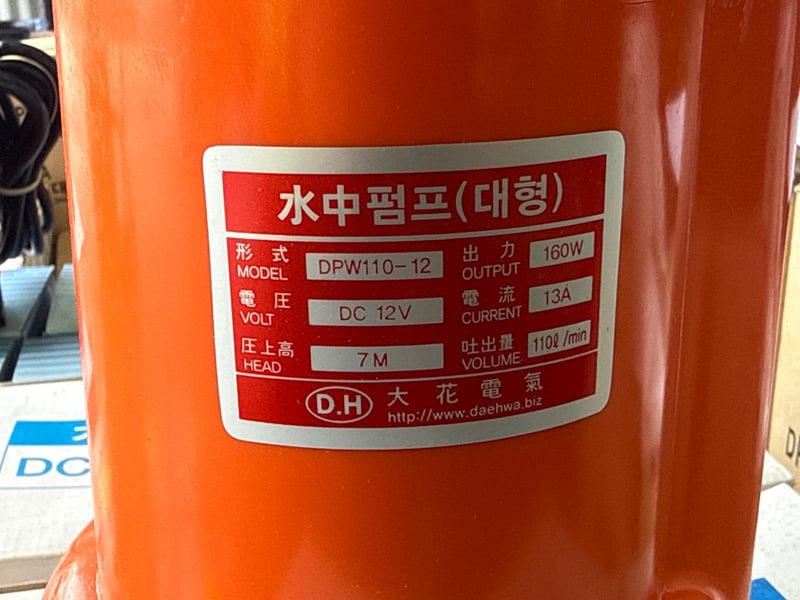 水中펌프(대형)
形式 MODEL DPW110-12
出力 OUTPUT 160W
電圧 VOLT DC 12V
電流 CURRENT 13A
圧上高 HEAD 7M
吐出量 VOLUME 110ℓ/min
D.H 大花電氣
http://www.daehwa.biz
DC